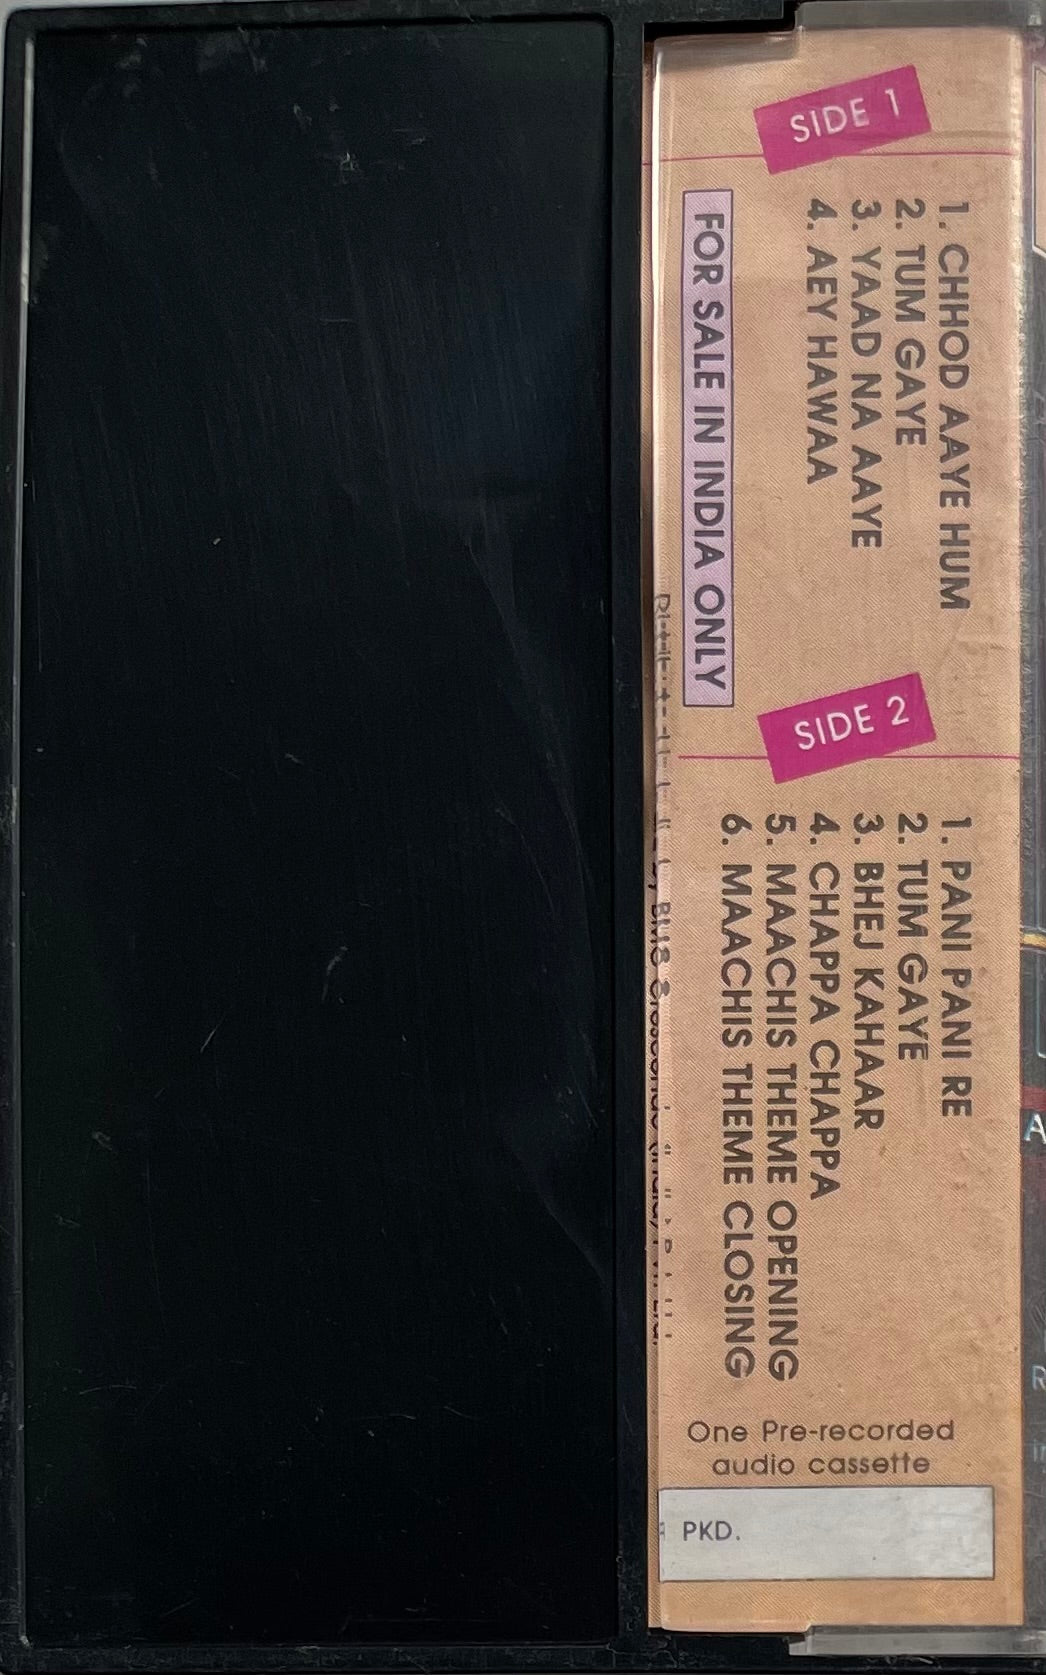 SIDE 1
1. CHHOD AAYE HUM
2. TUM GAYE
3. YAAD NA AAYE
4. AEY HAWAA
FOR SALE IN INDIA ONLY
SIDE 2
1. PANI PANI RE
2. TUM GAYE
3. BHEJ KAHAAR
4. CHAPPA CHAPPA
5. MAACHIS THEME OPENING
6. MAACHIS THEME CLOSING
One Pre-recorded
audio cassette
PKD.